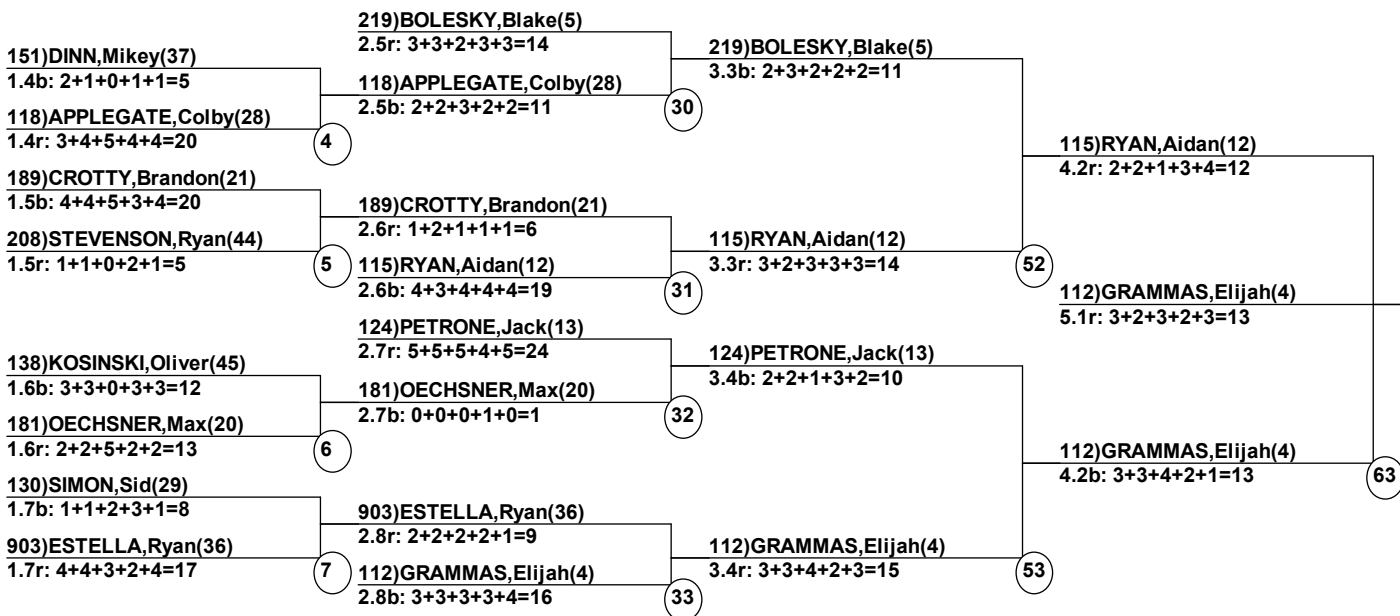 151)DINN,Mikey(37)
1.4b: 2+1+0+1+1=5
118)APPLEGATE,Colby(28)
1.4r: 3+4+5+4+4=20
4
189)CROTTY,Brandon(21)
1.5b: 4+4+5+3+4=20
208)STEVENSON,Ryan(44)
1.5r: 1+1+0+2+1=5
5
138)KOSINSKI,Oliver(45)
1.6b: 3+3+0+3+3=12
181)OECHSNER,Max(20)
1.6r: 2+2+5+2+2=13
6
130)SIMON,Sid(29)
1.7b: 1+1+2+3+1=8
903)ESTELLA,Ryan(36)
1.7r: 4+4+3+2+4=17
7
219)BOLESKY,Blake(5)
2.5r: 3+3+2+3+3=14
118)APPLEGATE,Colby(28)
2.5b: 2+2+3+2+2=11
30
189)CROTTY,Brandon(21)
2.6r: 1+2+1+1+1=6
115)RYAN,Aidan(12)
2.6b: 4+3+4+4+4=19
31
124)PETRONE,Jack(13)
2.7r: 5+5+5+4+5=24
181)OECHSNER,Max(20)
2.7b: 0+0+0+1+0=1
32
903)ESTELLA,Ryan(36)
2.8r: 2+2+2+2+1=9
112)GRAMMAS,Elijah(4)
2.8b: 3+3+3+3+4=16
33
219)BOLESKY,Blake(5)
3.3b: 2+3+2+2+2=11
115)RYAN,Aidan(12)
3.3r: 3+2+3+3+3=14
52
124)PETRONE,Jack(13)
3.4b: 2+2+1+3+2=10
112)GRAMMAS,Elijah(4)
3.4r: 3+3+4+2+3=15
53
115)RYAN,Aidan(12)
4.2r: 2+2+1+3+4=12
112)GRAMMAS,Elijah(4)
5.1r: 3+2+3+2+3=13
112)GRAMMAS,Elijah(4)
4.2b: 3+3+4+2+1=13
63